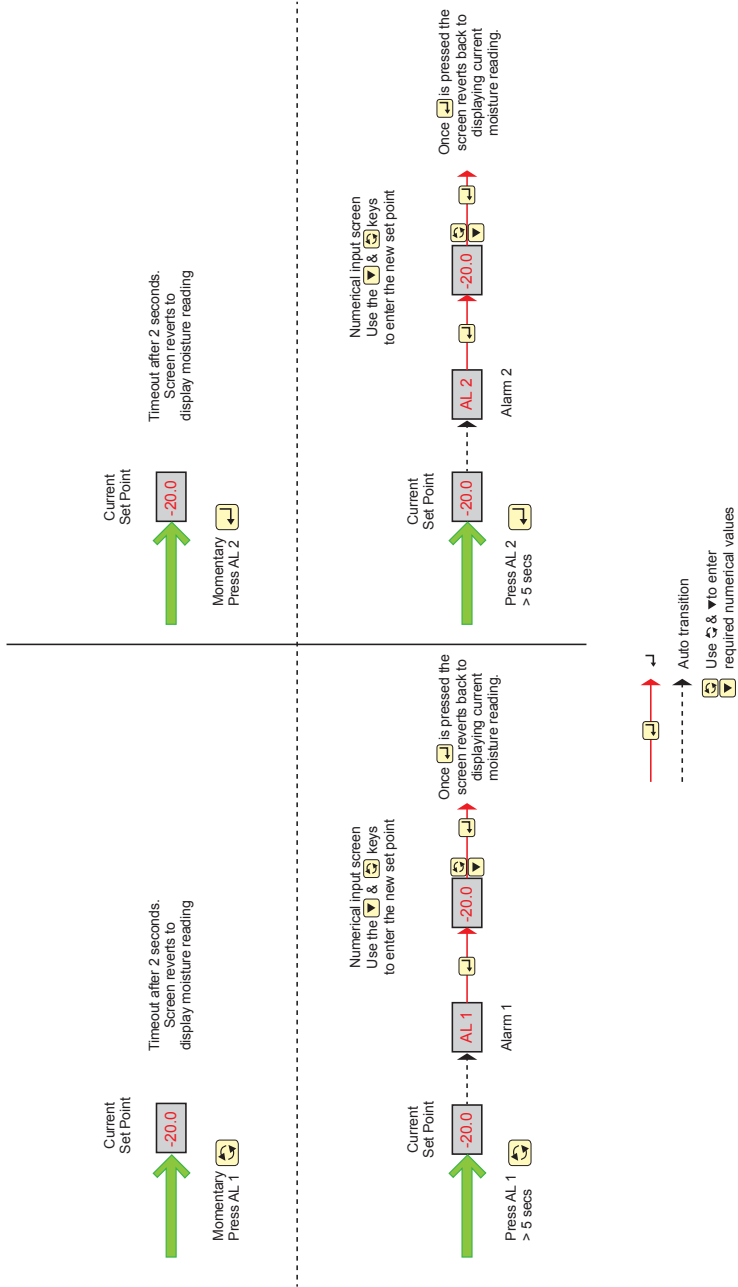 Current
Set Point
-20.0
Momentary
Press AL 1
Timeout after 2 seconds.
Screen reverts to
display moisture reading
Current
Set Point
-20.0
Momentary
Press AL 2
Timeout after 2 seconds.
Screen reverts to
display moisture reading
Current
Set Point
-20.0
Press AL 1
> 5 secs
AL 1
Alarm 1
Numerical input screen
Use the ▼ & keys
to enter the new set point
-20.0
Once ↵ is pressed the
screen reverts back to
displaying current
moisture reading.
Current
Set Point
-20.0
Press AL 2
> 5 secs
AL 2
Alarm 2
Numerical input screen
Use the ▼ & keys
to enter the new set point
-20.0
Once ↵ is pressed the
screen reverts back to
displaying current
moisture reading.
Auto transition
Use & ▼to enter
required numerical values